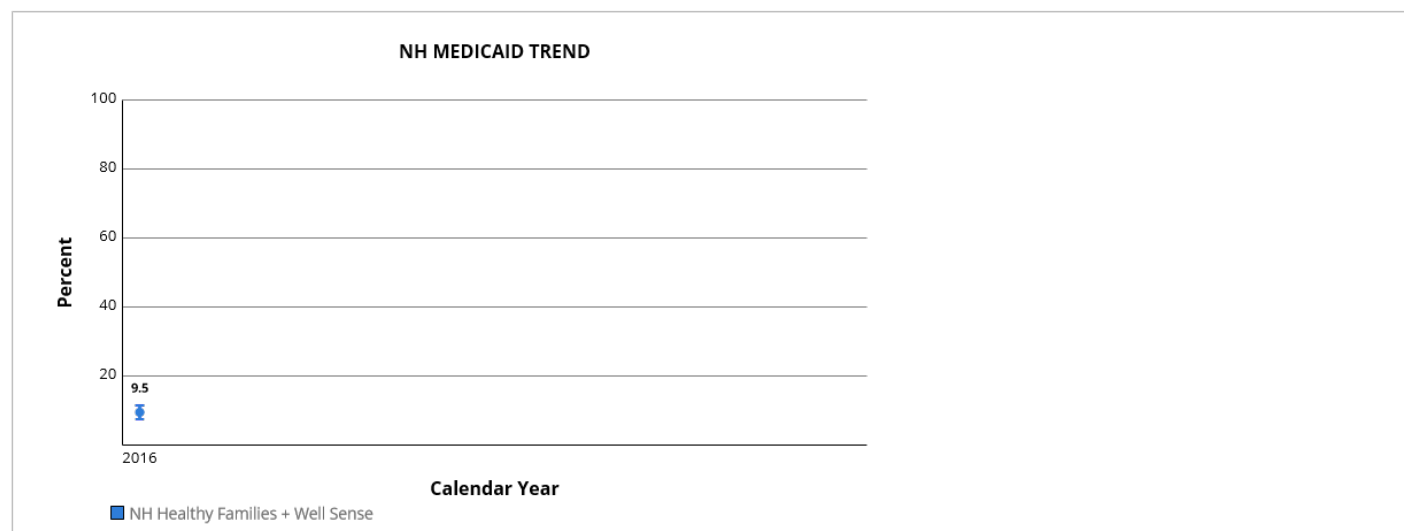 NH MEDICAID TREND
100
80
60
40
20
Percent
9.5
2016
Calendar Year
NH Healthy Families + Well Sense